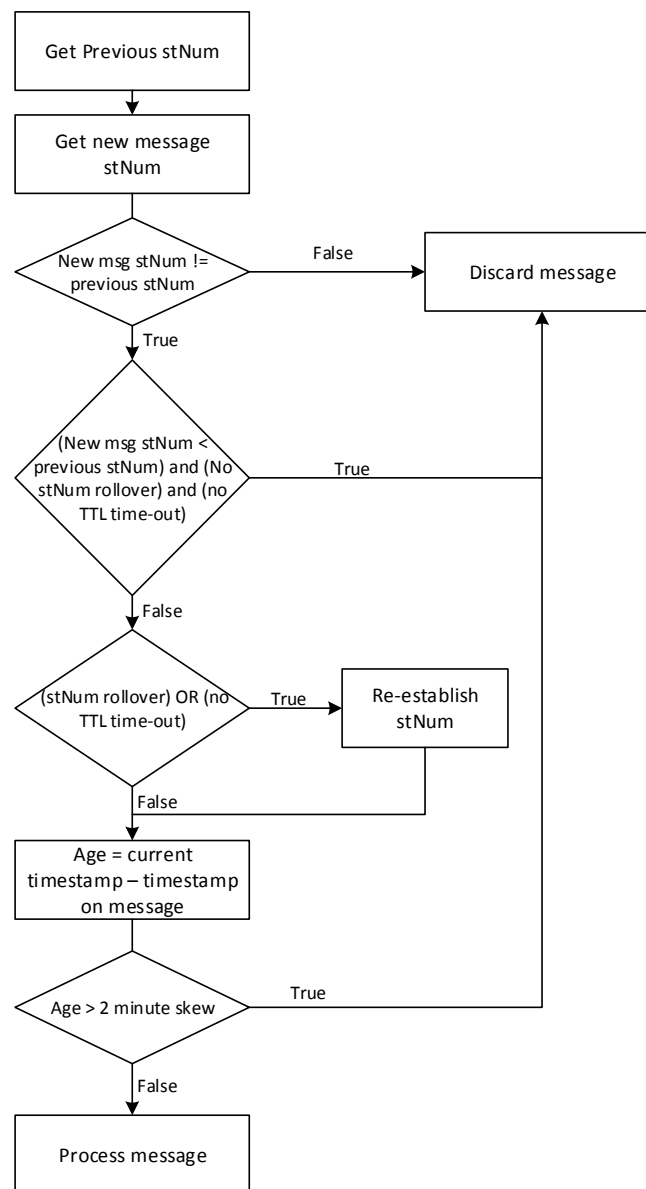 Get Previous stNum
Get new message
stNum
New msg stNum !=
previous stNum
False
Discard message
True
(New msg stNum <
previous stNum) and (No
stNum rollover) and (no
TTL time-out)
True
False
(stNum rollover) OR (no
TTL time-out)
True
Re-establish
stNum
False
Age = current
timestamp – timestamp
on message
Age > 2 minute skew
True
False
Process message